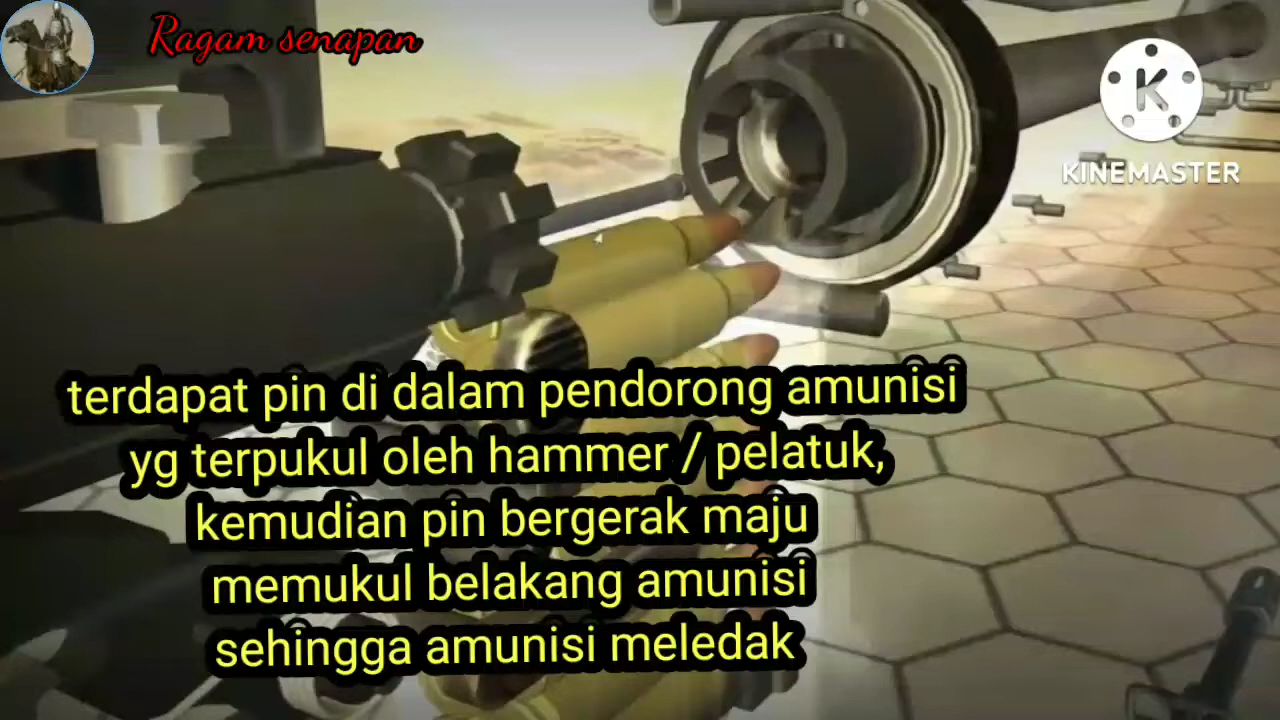 Ragam senapan
K
KINEMASTER
terdapat pin di dalam pendorong amunisi
yg terpukul oleh hammer / pelatuk,
kemudian pin bergerak maju
memukul belakang amunisi
sehingga amunisi meledak